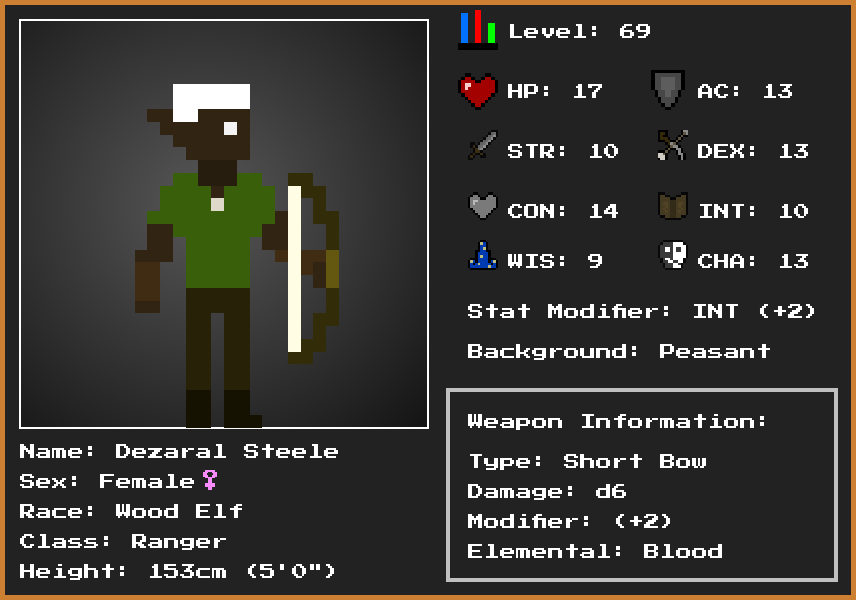 Level: 69
HP: 17
AC: 13
STR: 10
DEX: 13
CON: 14
INT: 10
WIS: 9
CHA: 13
Stat Modifier: INT (+2)
Background: Peasant
Weapon Information:
Type: Short Bow
Damage: d6
Modifier: (+2)
Elemental: Blood
Name: Dezaral Steele
Sex: Female♀
Race: Wood Elf
Class: Ranger
Height: 153cm (5'0")